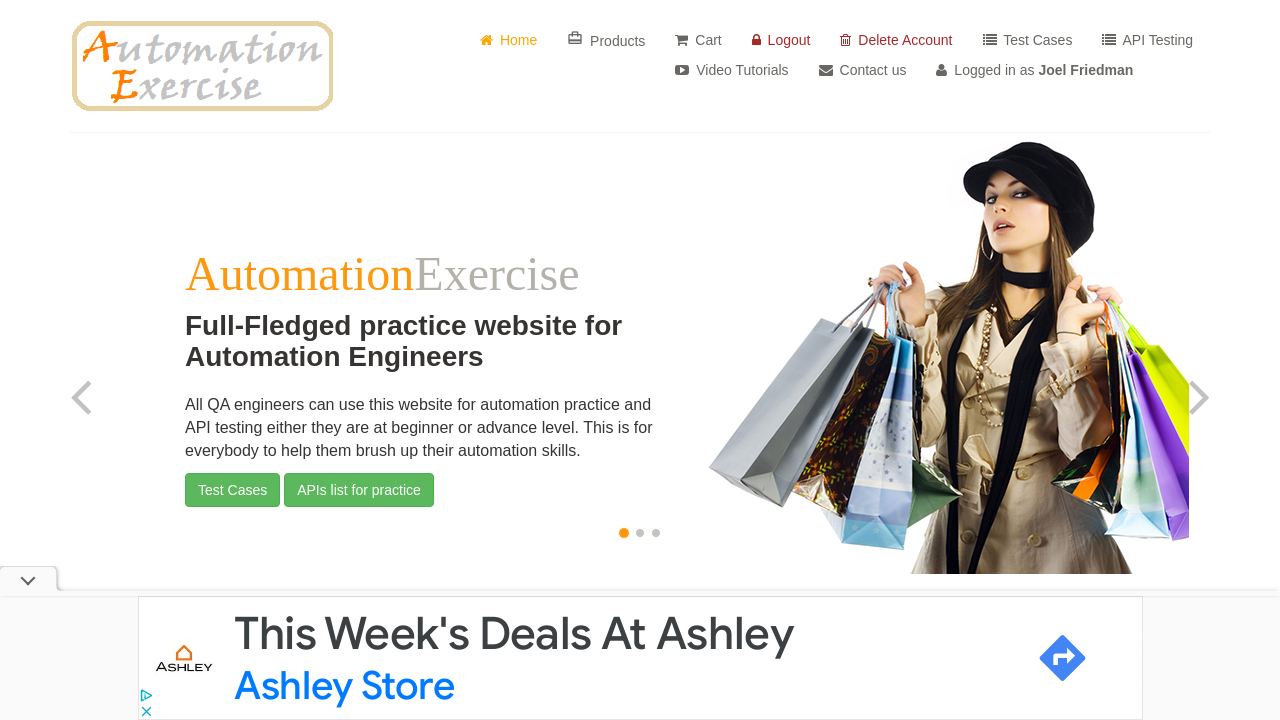 Automation
Exercise
Home
Products
Cart
Logout
Delete Account
Test Cases
API Testing
Video Tutorials
Contact us
Logged in as Joel Friedman
AutomationExercise
Full-Fledged practice website for
Automation Engineers
All QA engineers can use this website for automation practice and
API testing either they are at beginner or advance level. This is for
everybody to help them brush up their automation skills.
Test Cases
APIs list for practice
This Week's Deals At Ashley
ASHLEY
Ashley Store